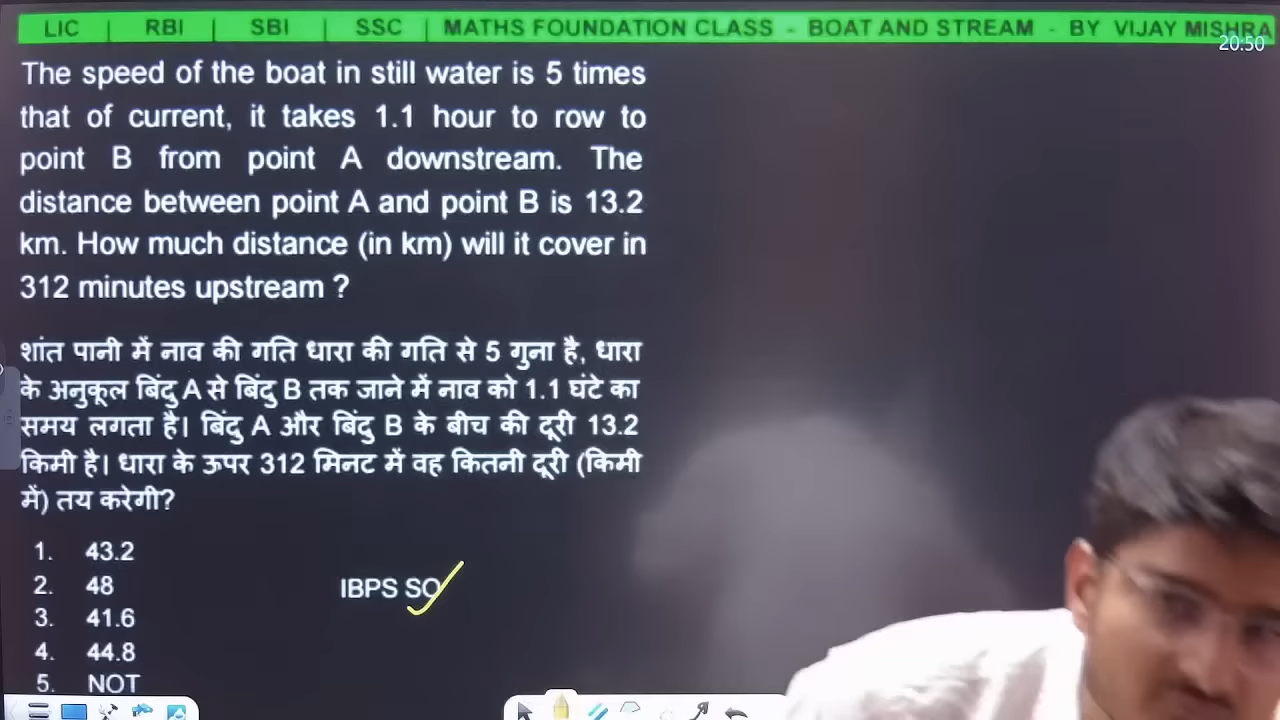 LIC | RBI | SBI | SSC | MATHS FOUNDATION CLASS - BOAT AND STREAM - BY VIJAY MISHRA
20:50
The speed of the boat in still water is 5 times
that of current, it takes 1.1 hour to row to
point B from point A downstream. The
distance between point A and point B is 13.2
km. How much distance (in km) will it cover in
312 minutes upstream ?
शांत पानी में नाव की गति धारा की गति से 5 गुना है, धारा
के अनुकूल बिंदु A से बिंदु B तक जाने में नाव को 1.1 घंटे का
समय लगता है। बिंदु A और बिंदु B के बीच की दूरी 13.2
किमी है। धारा के ऊपर 312 मिनट में वह कितनी दूरी (किमी
में) तय करेगी?
1. 43.2
2. 48
IBPS SO
3. 41.6
4. 44.8
5. NOT